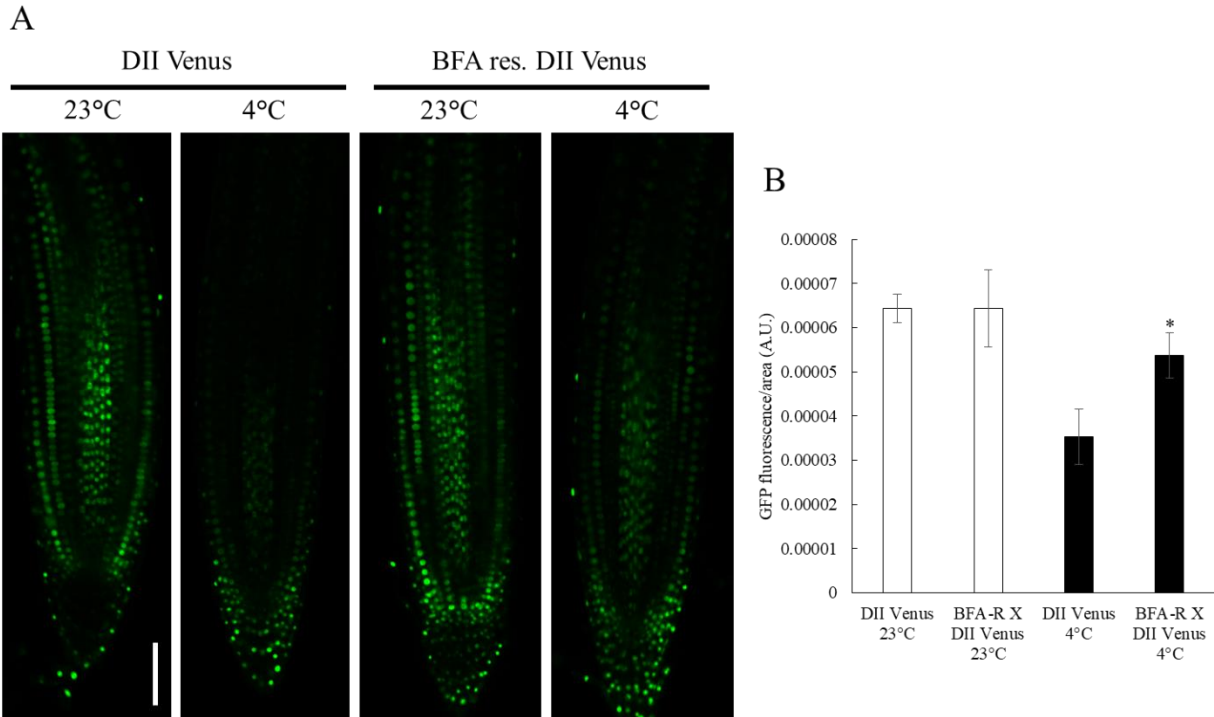 A
DII Venus
BFA res. DII Venus
23°C
4°C
23°C
4°C
B
GFP fluorescence/area (A.U.)
0.00008
0.00007
0.00006
0.00005
0.00004
0.00003
0.00002
0.00001
0
*
DII Venus
23°C
BFA-R X
DII Venus
23°C
DII Venus
4°C
BFA-R X
DII Venus
4°C